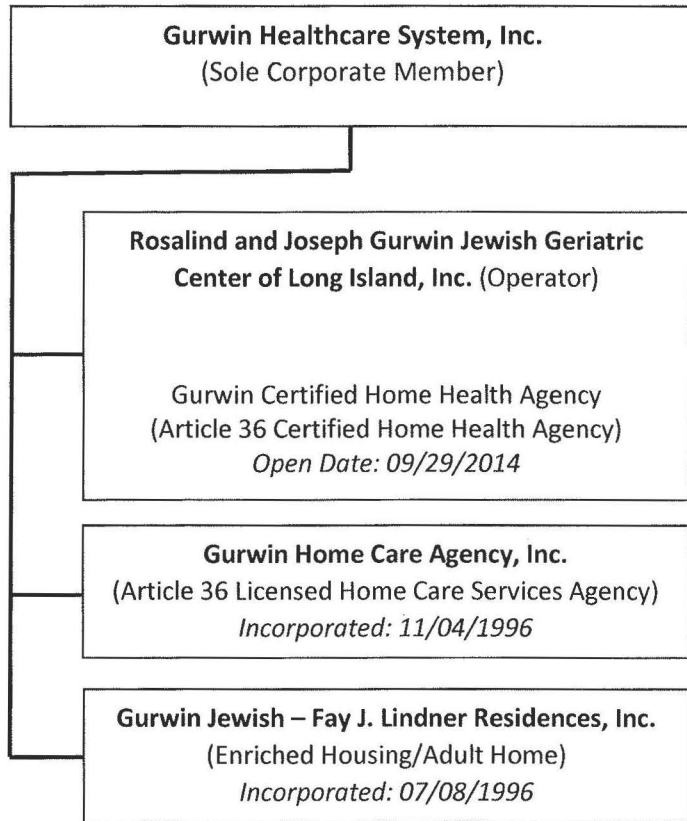 Gurwin Healthcare System, Inc.
(Sole Corporate Member)
Rosalind and Joseph Gurwin Jewish Geriatric
Center of Long Island, Inc. (Operator)
Gurwin Certified Home Health Agency
(Article 36 Certified Home Health Agency)
Open Date: 09/29/2014
Gurwin Home Care Agency, Inc.
(Article 36 Licensed Home Care Services Agency)
Incorporated: 11/04/1996
Gurwin Jewish – Fay J. Lindner Residences, Inc.
(Enriched Housing/Adult Home)
Incorporated: 07/08/1996